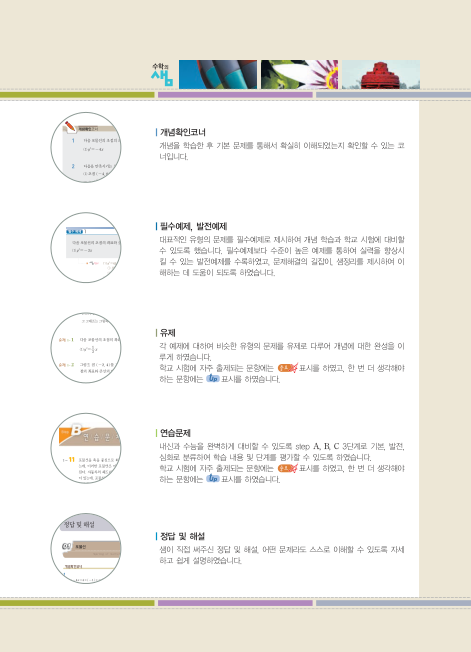 수학의
샘
개념확인코너
개념을 학습한 후 기본 문제를 통해서 확실히 이해되었는지 확인할 수 있는 코
너입니다.
필수예제, 발전예제
대표적인 유형의 문제를 필수예제로 제시하여 개념 학습과 학교 시험에 대비할
수 있도록 했습니다. 필수예제보다 수준이 높은 예제를 통하여 실력을 향상시
킬 수 있는 발전예제를 수록하였고, 문제해결의 길잡이, 샘정리를 제시하여 이
해하는 데 도움이 되도록 하였습니다.
유제
각 예제에 대하여 비슷한 유형의 문제를 유제로 다루어 개념에 대한 완성을 이
루게 하였습니다.
학교 시험에 자주 출제되는 문항에는 표시를 하였고, 한 번 더 생각해야
하는 문항에는 Up 표시를 하였습니다.
연습문제
내신과 수능을 완벽하게 대비할 수 있도록 step A, B, C 3단계로 기본, 발전,
심화로 분류하여 학습 내용 및 단계를 평가할 수 있도록 하였습니다.
학교 시험에 자주 출제되는 문항에는 표시를 하였고, 한 번 더 생각해야
하는 문항에는 Up 표시를 하였습니다.
정답 및 해설
정답 및 해설
샘이 직접 써주신 정답 및 해설, 어떤 문제라도 스스로 이해할 수 있도록 자세
하고 쉽게 설명하였습니다.